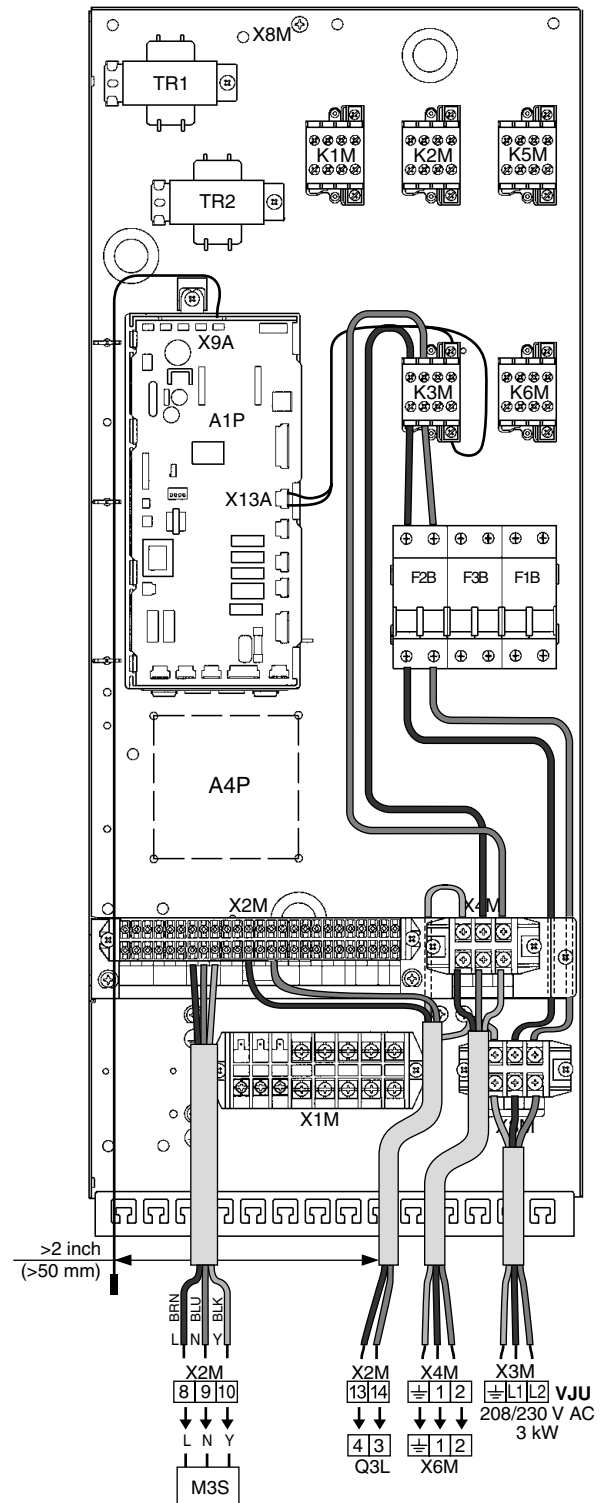 X8M
TR1
K1M K2M K5M
TR2
X9A
A1P
K3M K6M
X13A
F2B F3B F1B
A4P
X2M X4M
X1M
>2 inch
(>50 mm)
BRN BLU BLK
L N Y
X2M X2M X4M X3M
8 9 10 13 14 1 2 L1 L2 VJU
208/230 V AC
3 kW
L N Y 4 3 1 2
Q3L X6M
M3S